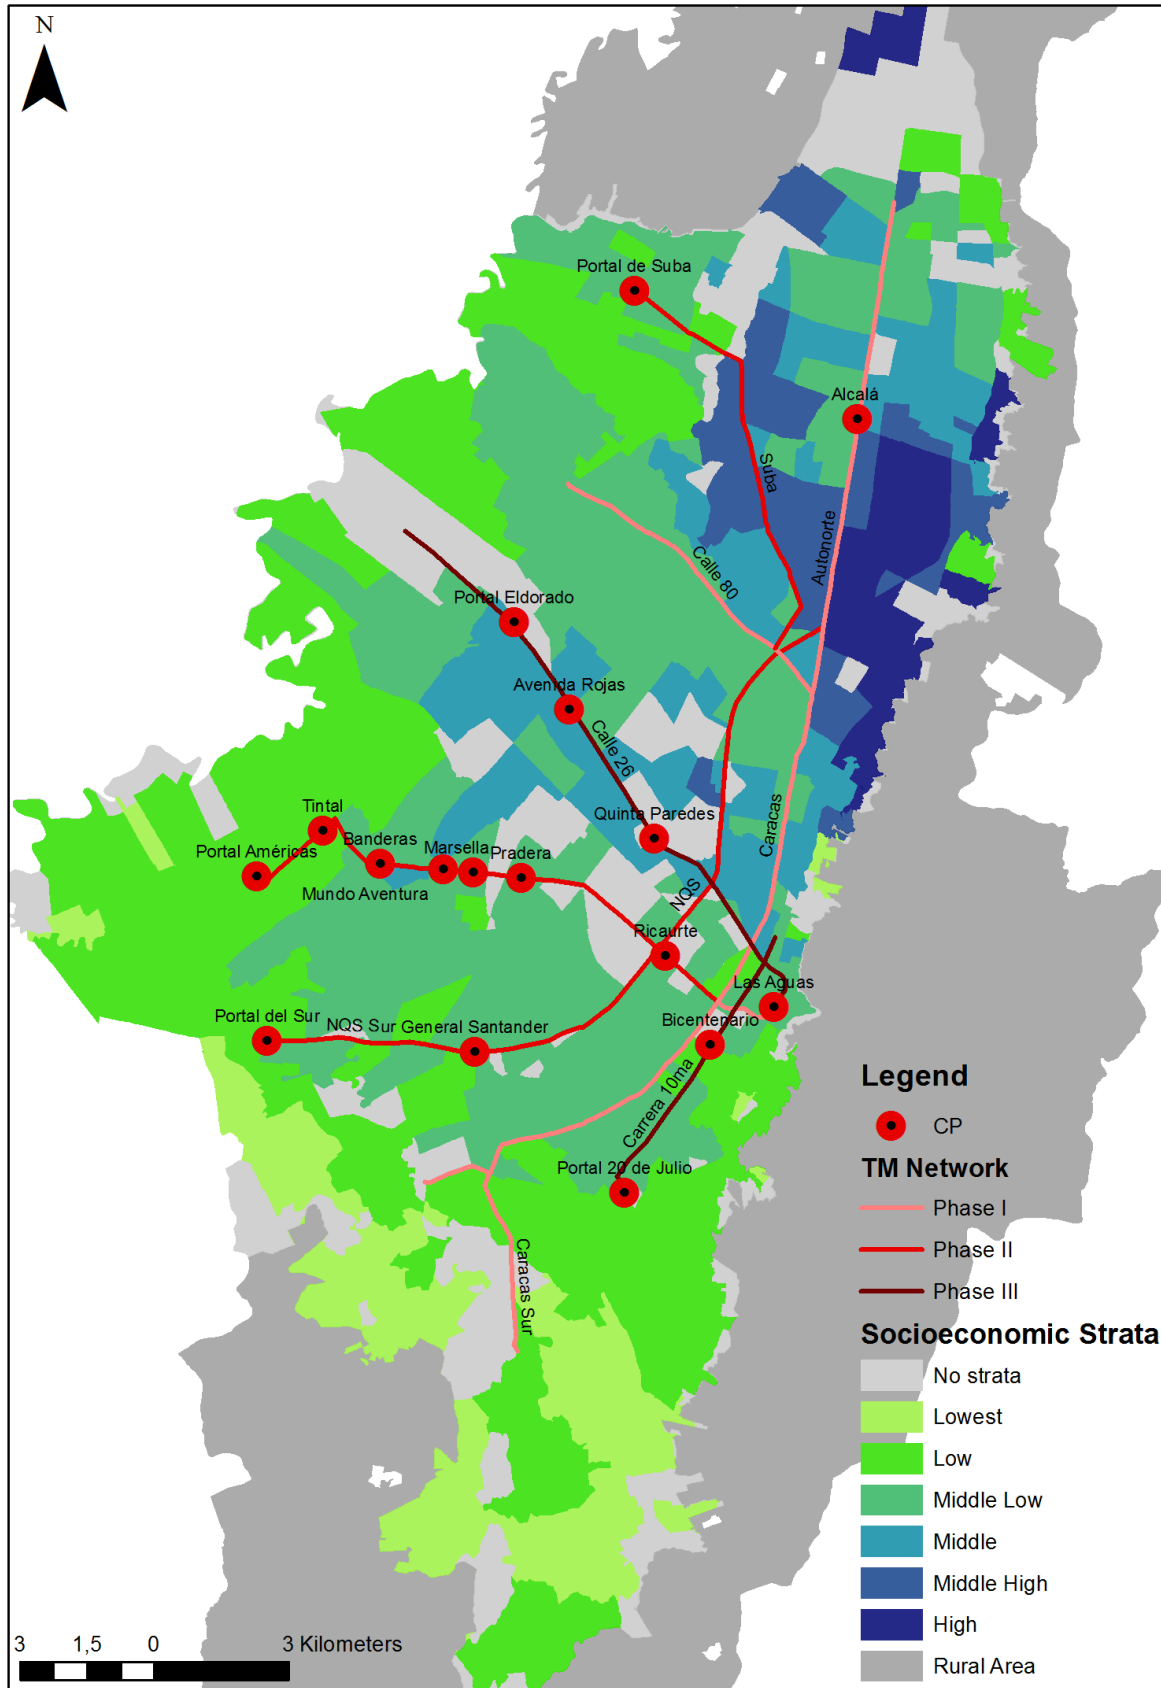 N
Portal de Suba
Alcalá
Suba
Autonorte
Calle 80
Portal Eldorado
Avenida Rojas
Calle 26
Quinta Paredes
Caracas
Tintal
Banderas
Marsella
Pradera
Portal Américas
Mundo Aventura
NQS
Ricaurte
Las Aguas
Portal del Sur
NQS Sur
General Santander
Bicentenario
Carrera 10ma
Portal 20 de Julio
Caracas Sur
Legend
CP
TM Network
Phase I
Phase II
Phase III
Socioeconomic Strata
No strata
Lowest
Low
Middle Low
Middle
Middle High
High
Rural Area
3 1,5 0 3 Kilometers